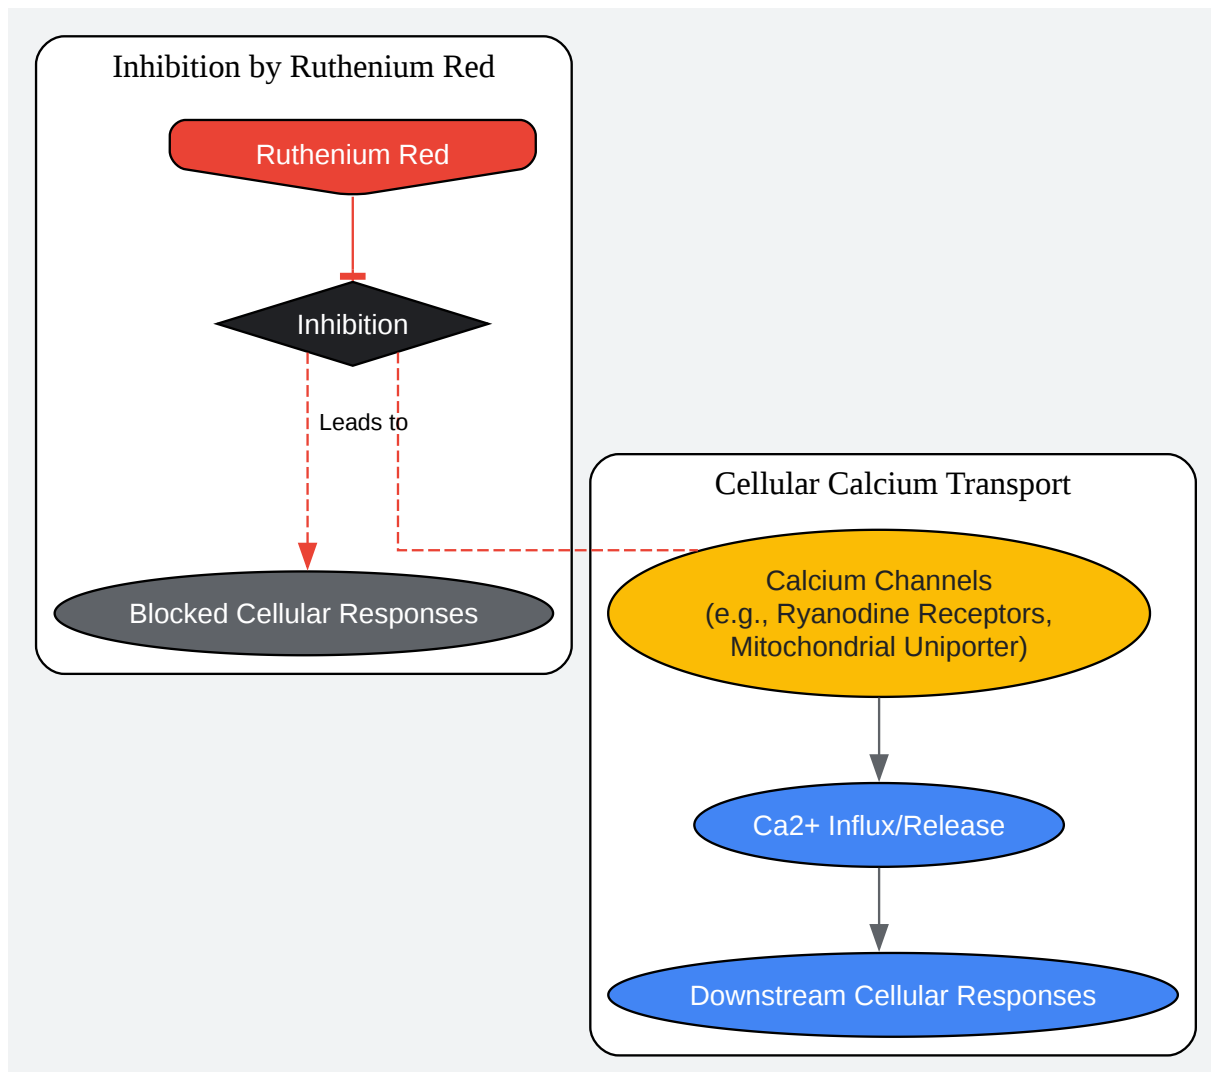 Inhibition by Ruthenium Red
Ruthenium Red
Inhibition
Leads to
Blocked Cellular Responses
Cellular Calcium Transport
Calcium Channels
(e.g., Ryanodine Receptors,
Mitochondrial Uniporter)
Ca2+ Influx/Release
Downstream Cellular Responses